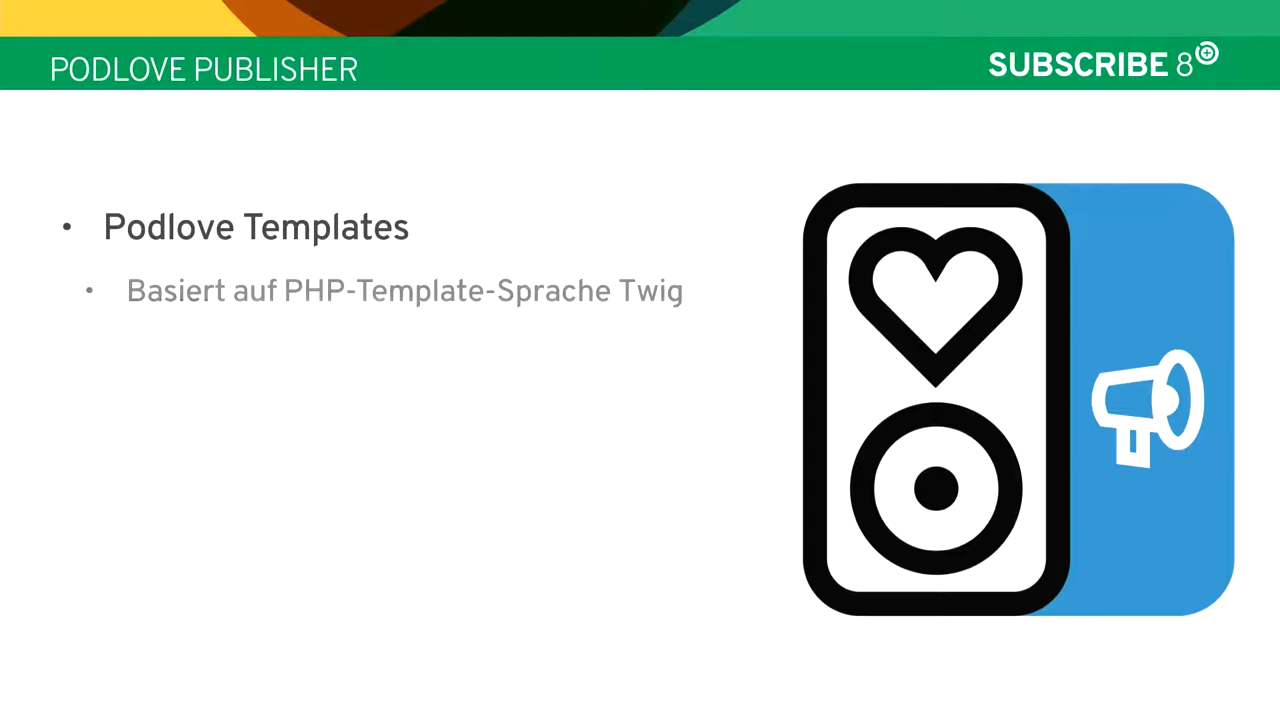 PODLOVE PUBLISHER
SUBSCRIBE 8
• Podlove Templates
• Basiert auf PHP-Template-Sprache Twig